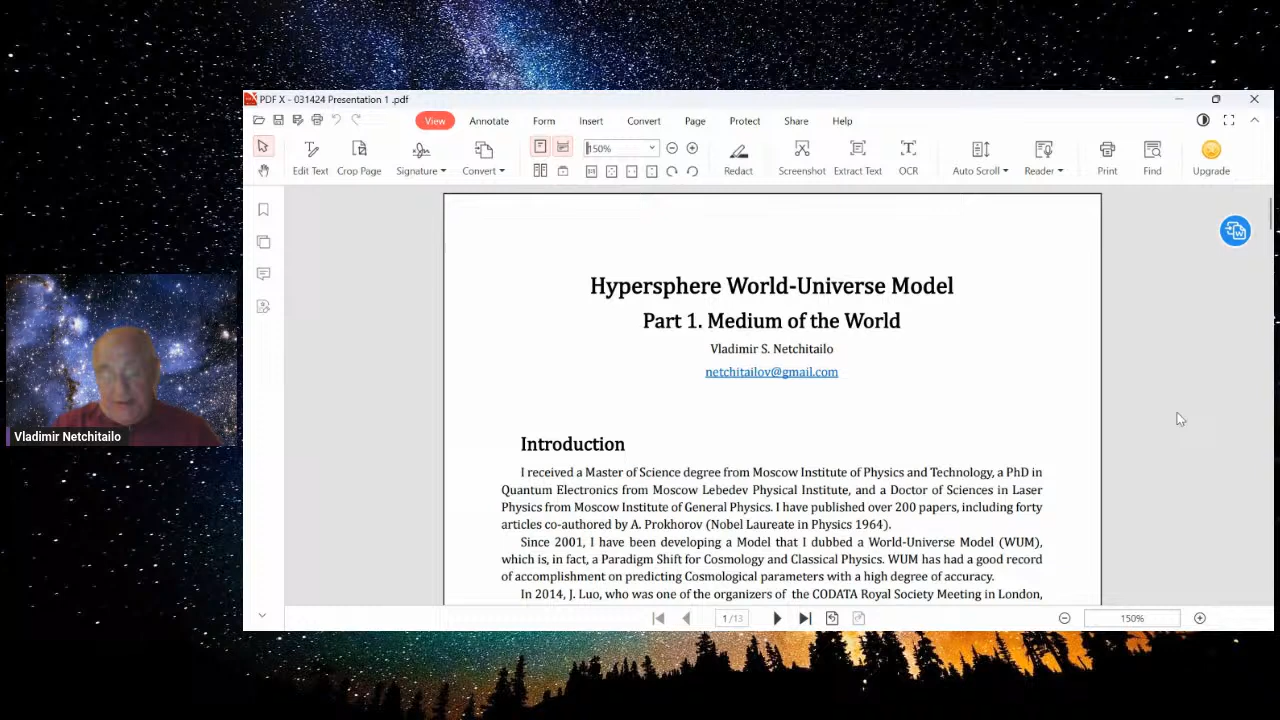 PDF X - 031424 Presentation 1 .pdf
View Annotate Form Insert Convert Page Protect Share Help
150%
Edit Text Crop Page Signature Convert Redact Screenshot Extract Text OCR Auto Scroll Reader Print Find Upgrade
Hypersphere World-Universe Model
Part 1. Medium of the World
Vladimir S. Netchitailo
netchitailov@gmail.com
Introduction
I received a Master of Science degree from Moscow Institute of Physics and Technology, a PhD in
Quantum Electronics from Moscow Lebedev Physical Institute, and a Doctor of Sciences in Laser
Physics from Moscow Institute of General Physics. I have published over 200 papers, including forty
articles co-authored by A. Prokhorov (Nobel Laureate in Physics 1964).
Since 2001, I have been developing a Model that I dubbed a World-Universe Model (WUM),
which is, in fact, a Paradigm Shift for Cosmology and Classical Physics. WUM has had a good record
of accomplishment on predicting Cosmological parameters with a high degree of accuracy.
In 2014, J. Luo, who was one of the organizers of the CODATA Royal Society Meeting in London,
Vladimir Netchitailo
1/13
150%